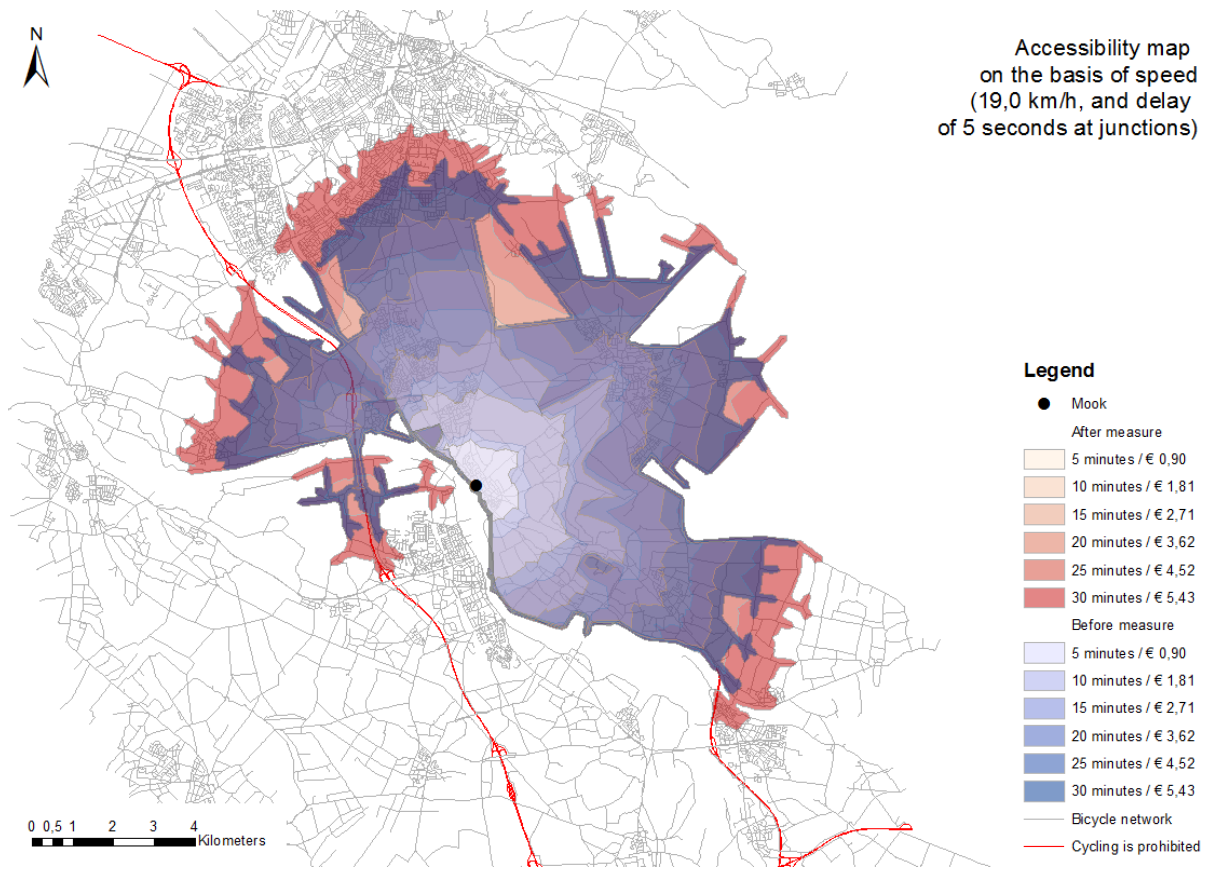 N
Accessibility map
on the basis of speed
(19,0 km/h, and delay
of 5 seconds at junctions)
Legend
Mook
After measure
5 minutes / € 0,90
10 minutes / € 1,81
15 minutes / € 2,71
20 minutes / € 3,62
25 minutes / € 4,52
30 minutes / € 5,43
Before measure
5 minutes / € 0,90
10 minutes / € 1,81
15 minutes / € 2,71
20 minutes / € 3,62
25 minutes / € 4,52
30 minutes / € 5,43
Bicycle network
Cycling is prohibited
0 0,5 1 2 3 4
Kilometers